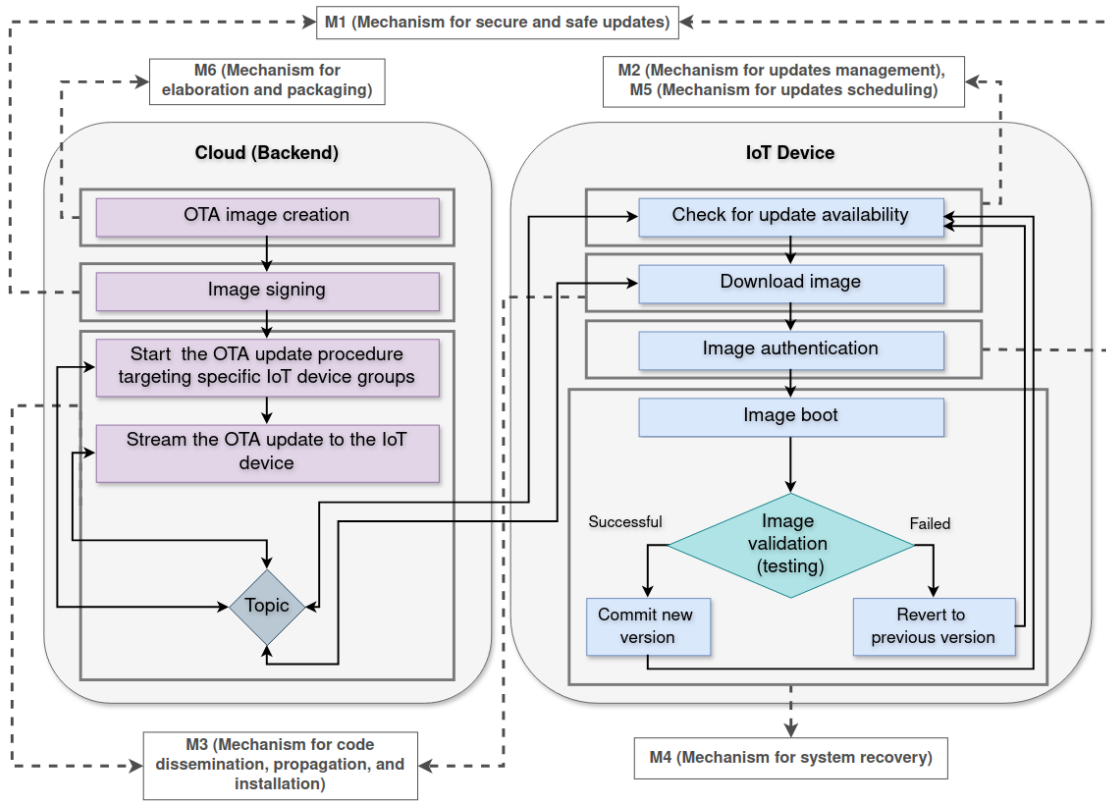 M1 (Mechanism for secure and safe updates)
M6 (Mechanism for
elaboration and packaging)
M2 (Mechanism for updates management),
M5 (Mechanism for updates scheduling)
Cloud (Backend)
OTA image creation
Image signing
Start the OTA update procedure
targeting specific IoT device groups
Stream the OTA update to the IoT
device
Topic
IoT Device
Check for update availability
Download image
Image authentication
Image boot
Image
validation
(testing)
Successful
Failed
Commit new
version
Revert to
previous version
M3 (Mechanism for code
dissemination, propagation, and
installation)
M4 (Mechanism for system recovery)